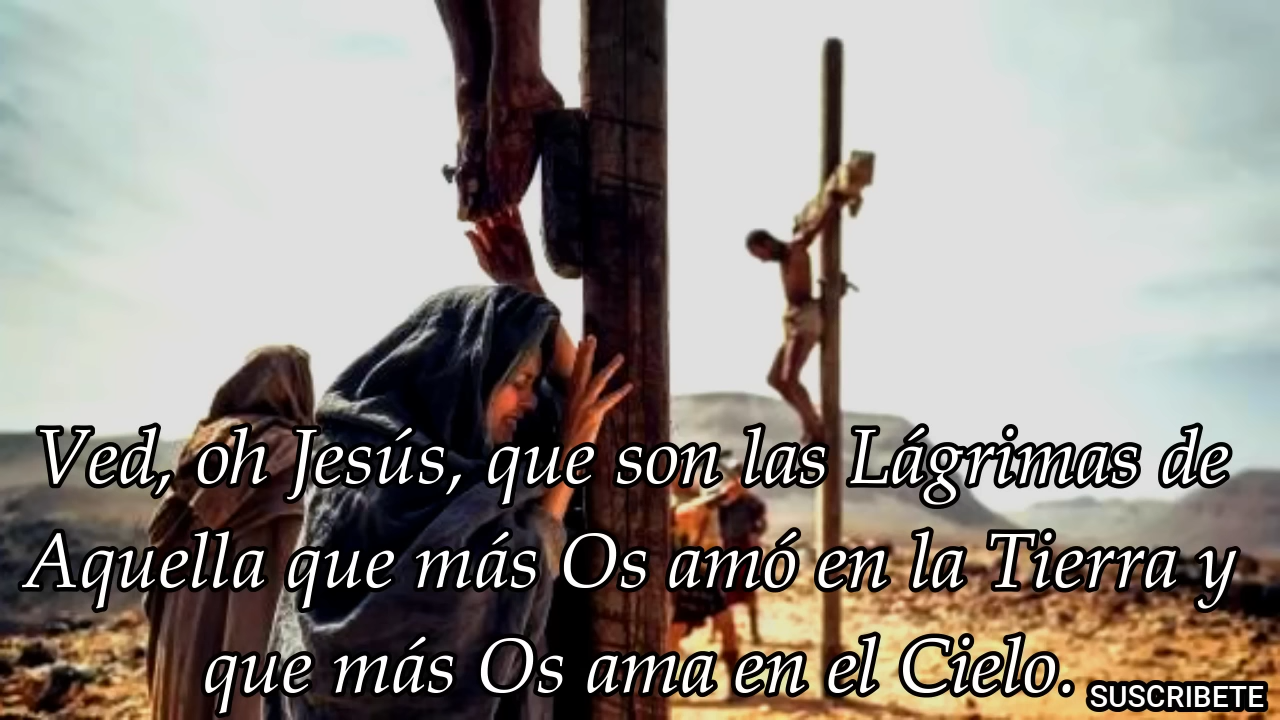 Ved, oh Jesús, que son las Lágrimas de
Aquella que más Os amó en la Tierra y
que más Os ama en el Cielo.
SUSCRIBETE